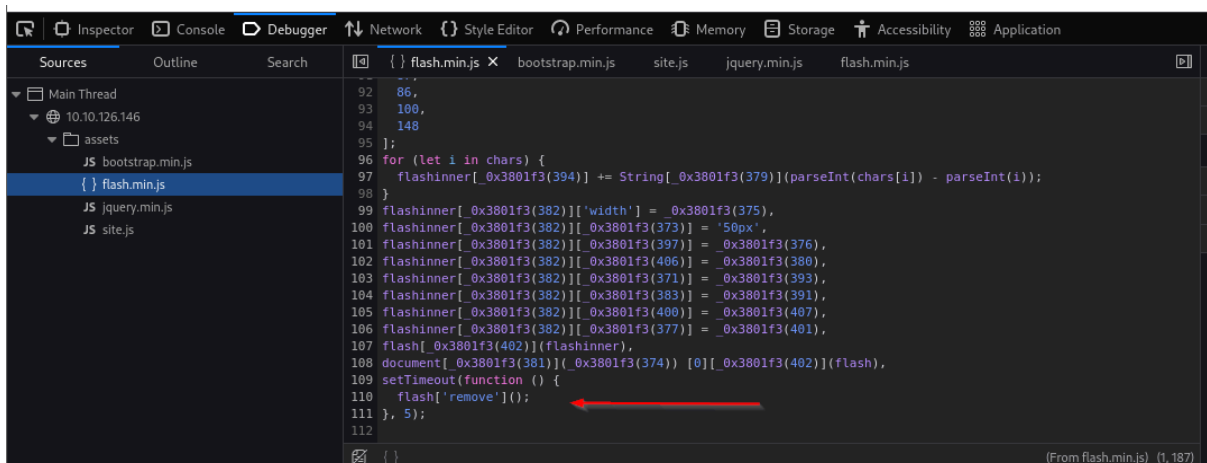 Inspector Console Debugger Network {} Style Editor Performance Memory Storage Accessibility Application
Sources Outline Search { } flash.min.js × bootstrap.min.js site.js jquery.min.js flash.min.js
Main Thread
10.10.126.146
assets
JS bootstrap.min.js
{ } flash.min.js
JS jquery.min.js
JS site.js
92 86,
93 100,
94 148
95 ];
96 for (let i in chars) {
97 flashinner[_0x3801f3(394)] += String[_0x3801f3(379)](parseInt(chars[i]) - parseInt(i));
98 }
99 flashinner[_0x3801f3(382)]['width'] = _0x3801f3(375),
100 flashinner[_0x3801f3(382)][_0x3801f3(373)] = '50px',
101 flashinner[_0x3801f3(382)][_0x3801f3(397)] = _0x3801f3(376),
102 flashinner[_0x3801f3(382)][_0x3801f3(406)] = _0x3801f3(380),
103 flashinner[_0x3801f3(382)][_0x3801f3(371)] = _0x3801f3(393),
104 flashinner[_0x3801f3(382)][_0x3801f3(383)] = _0x3801f3(391),
105 flashinner[_0x3801f3(382)][_0x3801f3(400)] = _0x3801f3(407),
106 flashinner[_0x3801f3(382)][_0x3801f3(377)] = _0x3801f3(401),
107 flash[_0x3801f3(402)](flashinner),
108 document[_0x3801f3(381)](_0x3801f3(374)) [0][_0x3801f3(402)](flash),
109 setTimeout(function () {
110 flash['remove']();
111 }, 5);
112
{ } (From flash.min.js) (1, 187)